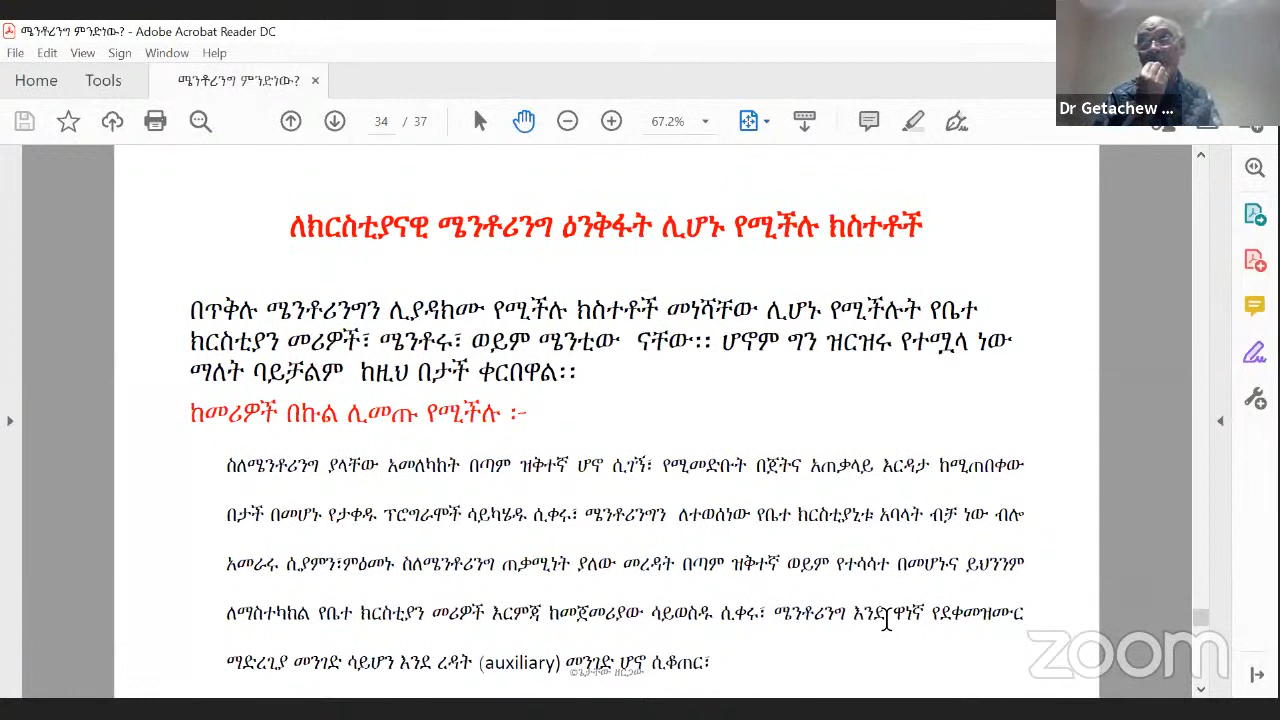 ሜንቶሪንግ ምንድነው? - Adobe Acrobat Reader DC
File Edit View Sign Window Help
Home Tools ሜንቶሪንግ ምንድነው? ×
34 / 37 67.2%
Dr Getachew ...
ለክርስቲያናዊ ሜንቶሪንግ ዕንቅፋት ሊሆኑ የሚችሉ ክስተቶች
በጥቅሉ ሜንቶሪንግን ሊያዳክሙ የሚችሉ ክስተቶች መነሻቸው ሊሆኑ የሚችሉት የቤተ
ክርስቲያን መሪዎች፣ ሜንቶሩ፣ ወይም ሜንቲው ናቸው፡፡ ሆኖም ግን ዝርዝሩ የተሟላ ነው
ማለት ባይቻልም ከዚህ በታች ቀርበዋል፡፡
ከመሪዎች በኩል ሊመጡ የሚችሉ ፡-
ስለሜንቶሪንግ ያላቸው አመለካከት በጣም ዝቅተኛ ሆኖ ሲገኝ፣ የሚመድቡት በጀትና አጠቃላይ እርዳታ ከሚጠበቀው
በታች በመሆኑ የታቀዱ ፕሮግራሞች ሳይካሄዱ ሲቀሩ፣ ሜንቶሪንግን ለተወሰነው የቤተ ክርስቲያኒቱ አባላት ብቻ ነው ብሎ
አመራሩ ሲያምን፣ምዕመኑ ስለሜንቶሪንግ ጠቃሚነት ያለው መረዳት በጣም ዝቅተኛ ወይም የተሳሳተ በመሆኑና ይህንንም
ለማስተካከል የቤተ ክርስቲያን መሪዎች እርምጃ ከመጀመሪያው ሳይወስዱ ሲቀሩ፣ ሜንቶሪንግ እንድ ዋነኛ የደቀመዝሙር
ማድረጊያ መንገድ ሳይሆን እንደ ረዳት (auxiliary) መንገድ ሆኖ ሲቆጠር፣
©ጌታቸው ዘርጋው
zoom